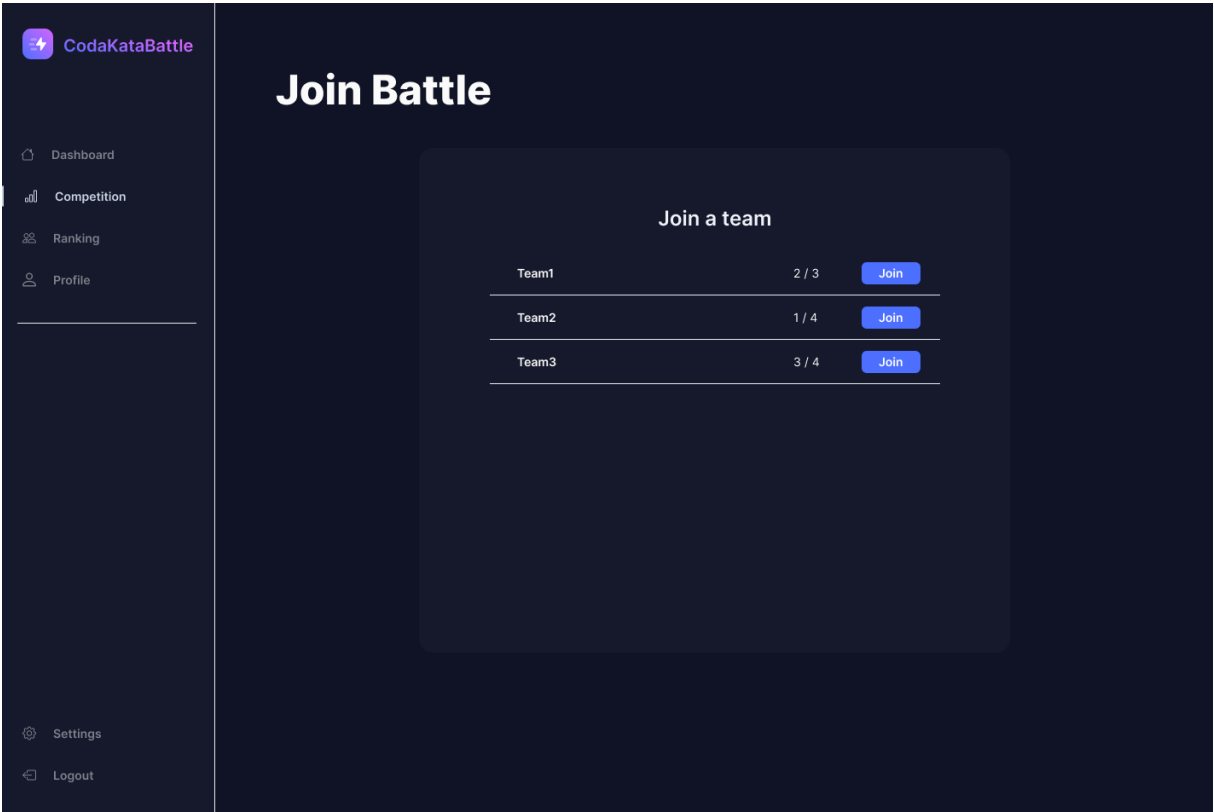 CodaKataBattle
Dashboard
Competition
Ranking
Profile
Settings
Logout
Join Battle
Join a team
Team1 2 / 3 Join
Team2 1 / 4 Join
Team3 3 / 4 Join